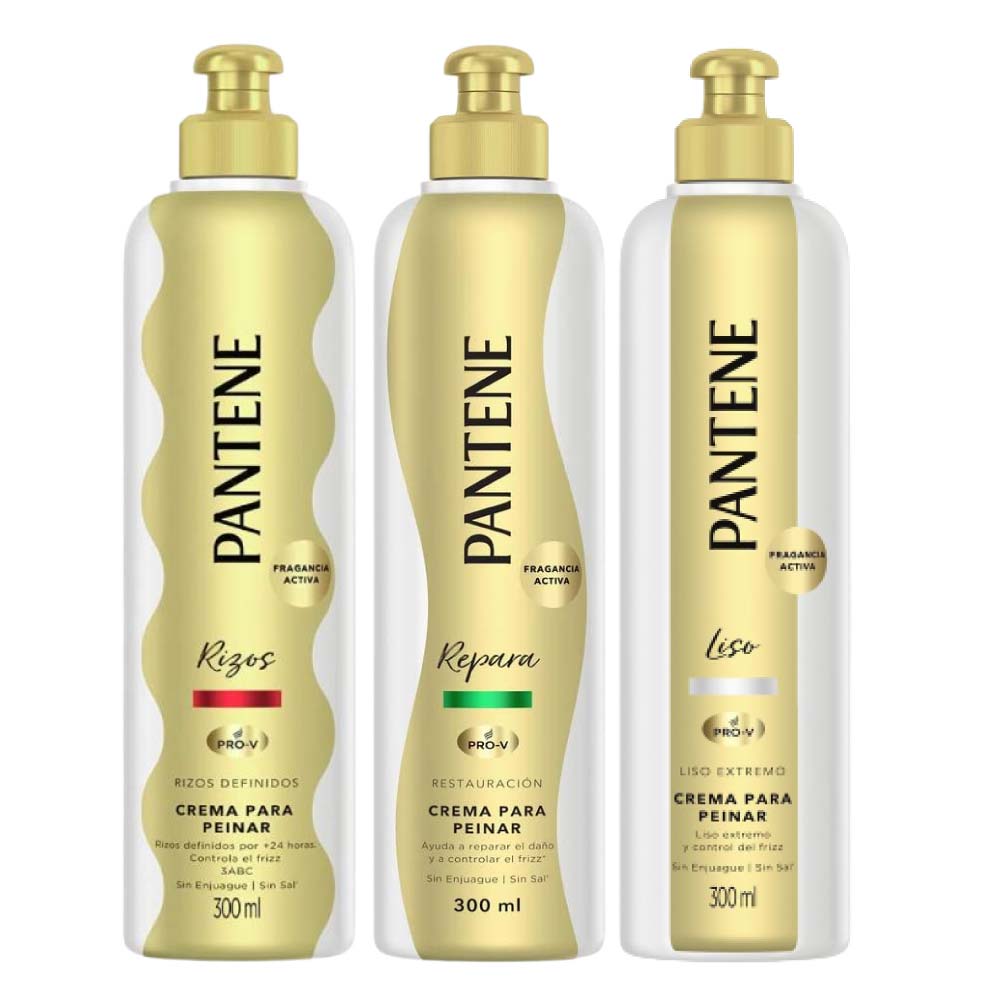 PANTENE
FRAGANCIA
ACTIVA
Rizos
PRO-V
RIZOS DEFINIDOS
CREMA PARA
PEINAR
Rizos definidos por +24 horas.
Controla el frizz
3ABC
Sin Enjuague | Sin Sal*
300 ml
PANTENE
FRAGANCIA
ACTIVA
Repara
PRO-V
RESTAURACIÓN
CREMA PARA
PEINAR
Ayuda a reparar el daño
y a controlar el frizz*
Sin Enjuague | Sin Sal*
300 ml
PANTENE
FRAGANCIA
ACTIVA
Liso
PRO-V
LISO EXTREMO
CREMA PARA
PEINAR
Liso extremo
y control del frizz
Sin Enjuague | Sin Sal*
300 ml